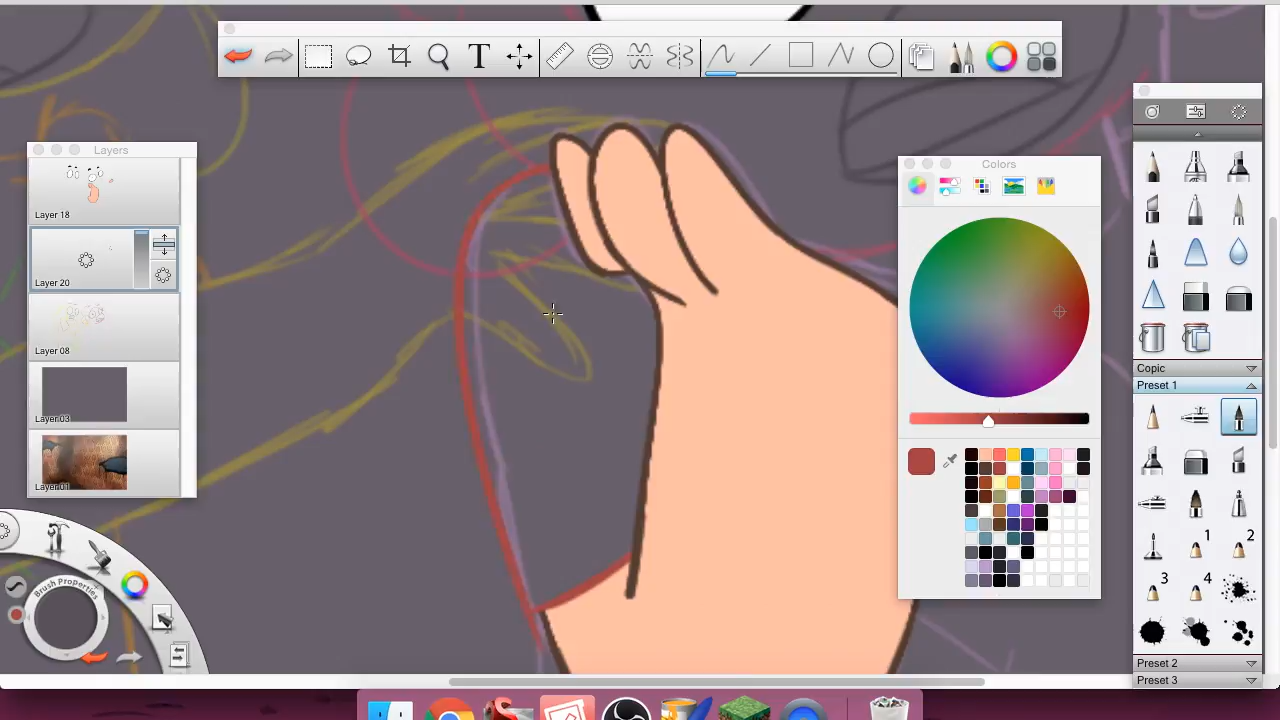 T
Layers
Layer 18
Layer 20
Layer 08
Layer 03
Layer 01
Colors
Copic
Preset 1
1
2
3
4
Preset 2
Preset 3
Brush Properties